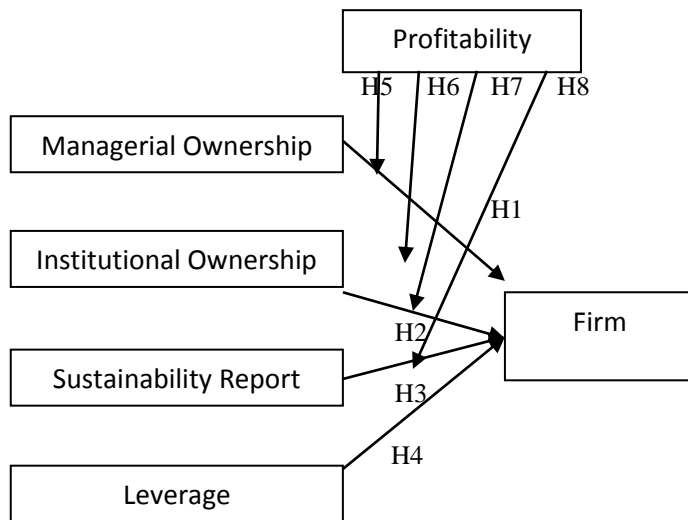 Profitability
H5 H6 H7 H8
Managerial Ownership
H1
Institutional Ownership
Firm
H2
Sustainability Report
H3
H4
Leverage